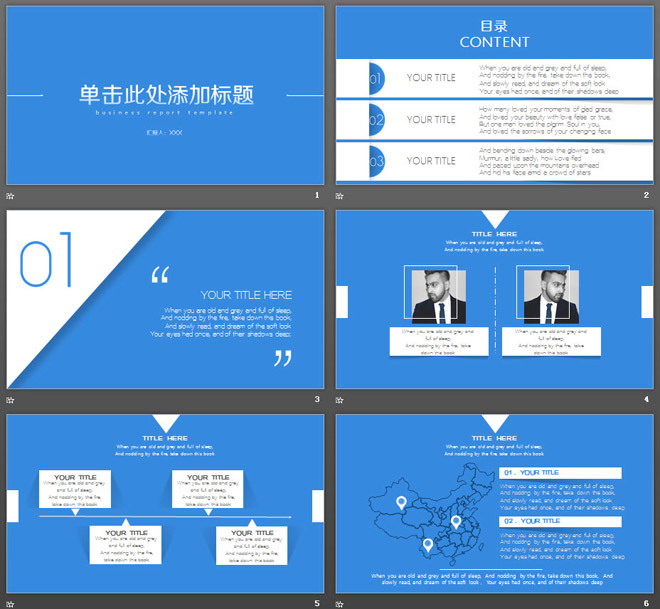 单击此处添加标题
business report template
汇报人：XXX
1
目录
CONTENT
01
YOUR TITLE
When you are old and grey and full of sleep,
And nodding by the fire, take down this book,
And slowly read, and dream of the soft look
Your eyes had once, and of their shadows deep
02
YOUR TITLE
How many loved your moments of glad grace,
And loved your beauty with love false or true,
But one man loved the pilgrim Soul in you,
And loved the sorrows of your changing face
03
YOUR TITLE
And bending down beside the glowing bars,
Murmur, a little sadly, how Love fled
And paced upon the mountains overhead
And hid his face amid a crowd of stars
2
01
“
YOUR TITLE HERE
When you are old and grey and full of sleep,
And nodding by the fire, take down this book,
And slowly read, and dream of the soft look
Your eyes had once, and of their shadows deep;
”
3
TITLE HERE
When you are old and grey and full of sleep,
And nodding by the fire, take down this book
When you are old and grey and
full of sleep,
And nodding by the fire, take
down this book
When you are old and grey and
full of sleep,
And nodding by the fire, take
down this book
4
TITLE HERE
When you are old and grey and full of sleep,
And nodding by the fire, take down this book
YOUR TITLE
When you are old and grey
and full of sleep,
And nodding by the fire,
take down this book
YOUR TITLE
When you are old and grey
and full of sleep,
And nodding by the fire,
take down this book
YOUR TITLE
When you are old and grey
and full of sleep,
And nodding by the fire,
take down this book
YOUR TITLE
When you are old and grey
and full of sleep,
And nodding by the fire,
take down this book
5
TITLE HERE
When you are old and grey and full of sleep,
And nodding by the fire, take down this book
01 . YOUR TITLE
When you are old and grey and full of sleep,
And nodding by the fire, take down this book,
And slowly read, and dream of the soft look
Your eyes had once, and of their shadows deep
02 . YOUR TITLE
When you are old and grey and full of sleep,
And nodding by the fire, take down this book,
And slowly read, and dream of the soft look
Your eyes had once, and of their shadows deep
When you are old and grey and full of sleep, And nodding by the fire, take down this book, And
slowly read, and dream of the soft look , Your eyes had once, and of their shadows deep
6